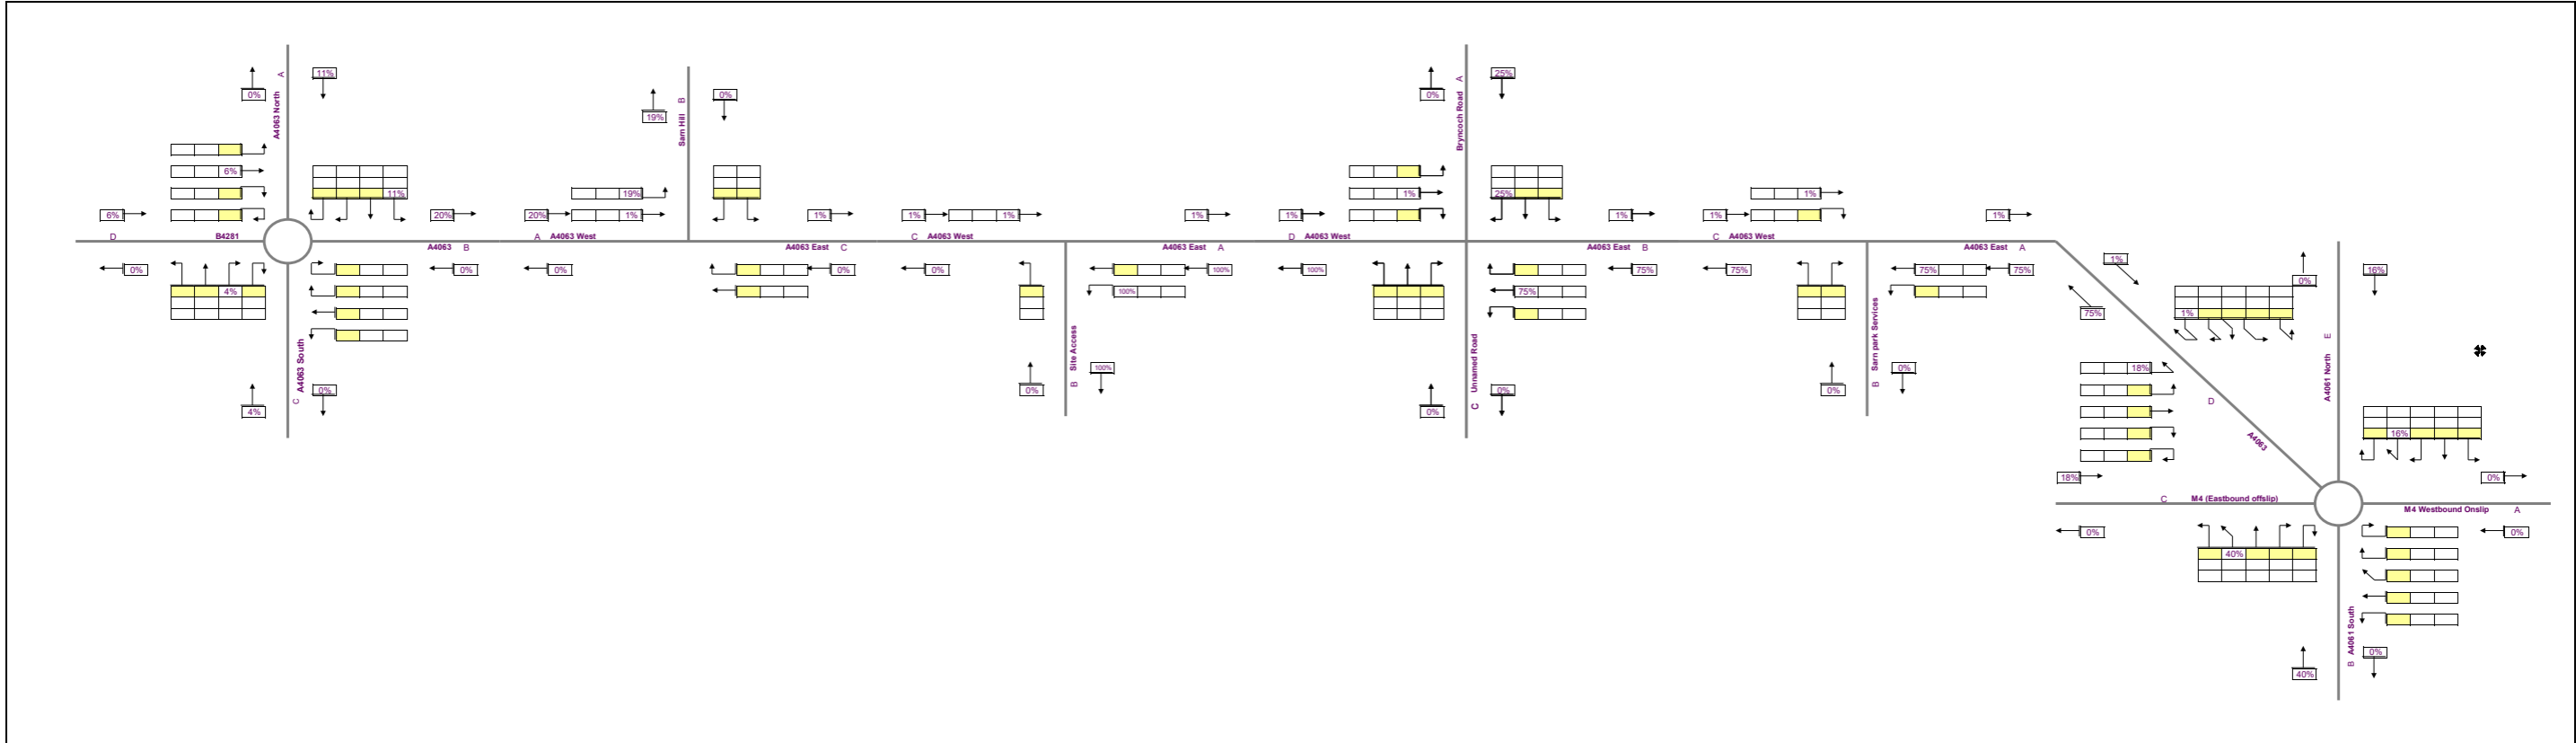 A
A4063 North
11%
0%
6%
11%
6%
D
B4281
0%
4%
4%
A4063 South
C
0%
20%
A4063 B
0%
Sarn Hill B
19%
0%
19%
20%
1%
A A4063 West
0%
1%
A4063 East C
0%
1%
1%
C A4063 West
0%
Site Access
B
0%
100%
1%
A4063 East A
100%
100%
1%
D A4063 West
100%
Bryncoch Road A
0%
25%
1%
25%
1%
A4063 East B
75%
75%
Unnamed Road
C
0%
0%
1%
1%
C A4063 West
75%
Sarn park Services
B
0%
0%
1%
A4063 East A
75%
75%
1%
75%
D
A4063
0%
1%
16%
A4061 North E
16%
18%
18%
C M4 (Eastbound offslip)
0%
40%
40%
0%
M4 Westbound Onslip A
0%
A4061 South
B
0%